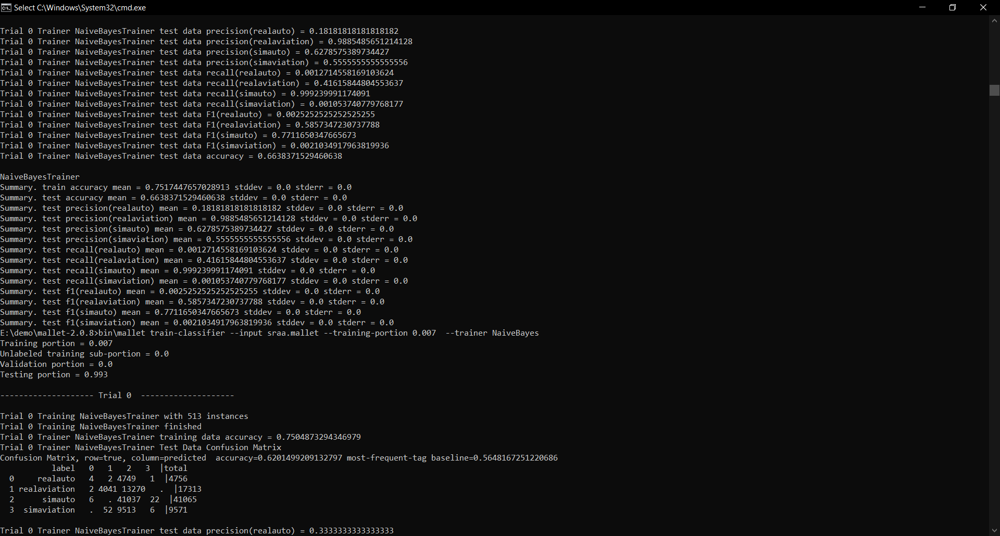 Select C:\Windows\System32\cmd.exe
Trial 0 Trainer NaiveBayesTrainer test data precision(realauto) = 0.18181818181818182
Trial 0 Trainer NaiveBayesTrainer test data precision(realaviation) = 0.9885485651214128
Trial 0 Trainer NaiveBayesTrainer test data precision(simauto) = 0.6278575389734427
Trial 0 Trainer NaiveBayesTrainer test data precision(simaviation) = 0.5555555555555556
Trial 0 Trainer NaiveBayesTrainer test data recall(realauto) = 0.0012714558169103624
Trial 0 Trainer NaiveBayesTrainer test data recall(realaviation) = 0.41615844804553637
Trial 0 Trainer NaiveBayesTrainer test data recall(simauto) = 0.999239991174091
Trial 0 Trainer NaiveBayesTrainer test data recall(simaviation) = 0.001053740779768177
Trial 0 Trainer NaiveBayesTrainer test data F1(realauto) = 0.0025252525252525255
Trial 0 Trainer NaiveBayesTrainer test data F1(realaviation) = 0.5857347230737788
Trial 0 Trainer NaiveBayesTrainer test data F1(simauto) = 0.7711650347665673
Trial 0 Trainer NaiveBayesTrainer test data F1(simaviation) = 0.0021034917963819936
Trial 0 Trainer NaiveBayesTrainer test data accuracy = 0.6638371529460638
NaiveBayesTrainer
Summary. train accuracy mean = 0.7517447657028913 stddev = 0.0 stderr = 0.0
Summary. test accuracy mean = 0.6638371529460638 stddev = 0.0 stderr = 0.0
Summary. test precision(realauto) mean = 0.18181818181818182 stddev = 0.0 stderr = 0.0
Summary. test precision(realaviation) mean = 0.9885485651214128 stddev = 0.0 stderr = 0.0
Summary. test precision(simauto) mean = 0.6278575389734427 stddev = 0.0 stderr = 0.0
Summary. test precision(simaviation) mean = 0.5555555555555556 stddev = 0.0 stderr = 0.0
Summary. test recall(realauto) mean = 0.0012714558169103624 stddev = 0.0 stderr = 0.0
Summary. test recall(realaviation) mean = 0.41615844804553637 stddev = 0.0 stderr = 0.0
Summary. test recall(simauto) mean = 0.999239991174091 stddev = 0.0 stderr = 0.0
Summary. test recall(simaviation) mean = 0.001053740779768177 stddev = 0.0 stderr = 0.0
Summary. test f1(realauto) mean = 0.0025252525252525255 stddev = 0.0 stderr = 0.0
Summary. test f1(realaviation) mean = 0.5857347230737788 stddev = 0.0 stderr = 0.0
Summary. test f1(simauto) mean = 0.7711650347665673 stddev = 0.0 stderr = 0.0
Summary. test f1(simaviation) mean = 0.0021034917963819936 stddev = 0.0 stderr = 0.0
E:\demo\mallet-2.0.8>bin\mallet train-classifier --input sraa.mallet --training-portion 0.007  --trainer NaiveBayes
Training portion = 0.007
Unlabeled training sub-portion = 0.0
Validation portion = 0.0
Testing portion = 0.993
-------------------- Trial 0  --------------------
Trial 0 Training NaiveBayesTrainer with 513 instances
Trial 0 Training NaiveBayesTrainer finished
Trial 0 Trainer NaiveBayesTrainer training data accuracy = 0.7504873294346979
Trial 0 Trainer NaiveBayesTrainer Test Data Confusion Matrix
Confusion Matrix, row=true, column=predicted  accuracy=0.6201499209132797 most-frequent-tag baseline=0.5648167251220686
label   0   1   2   3  |total
0     realauto   4   2 4749   1  |4756
1 realaviation   2 4041 13270   .  |17313
2      simauto   6   . 41037  22  |41065
3  simaviation   .  52 9513   6  |9571
Trial 0 Trainer NaiveBayesTrainer test data precision(realauto) = 0.3333333333333333